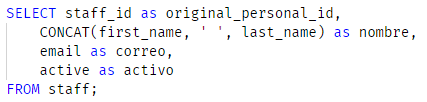 SELECT staff_id as original_personal_id,
    CONCAT(first_name, ' ', last_name) as nombre,
    email as correo,
    active as activo
FROM staff;